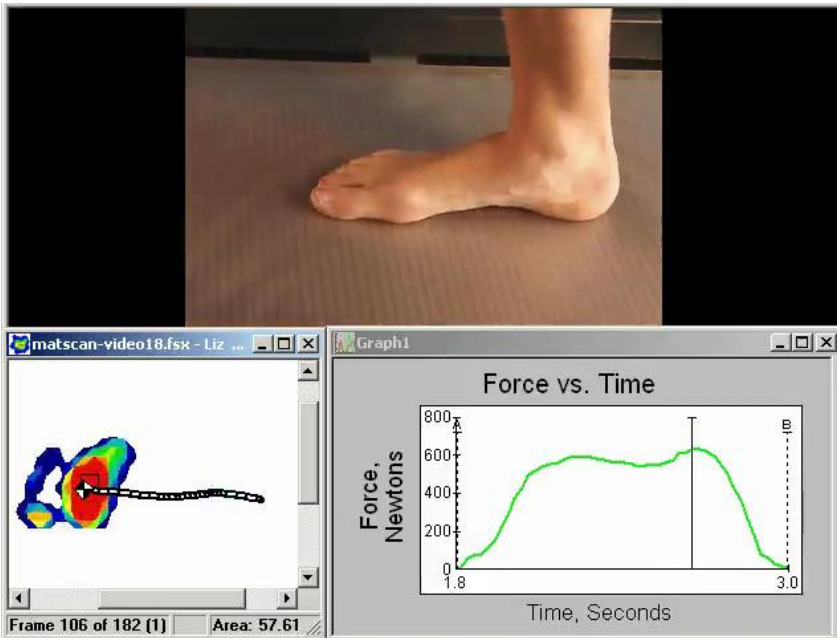 matscan-video18.fsx - Liz ...
Frame 106 of 182 (1)
Area: 57.61
Graph1
Force vs. Time
Force,
Newtons
800
600
400
200
0
A
B
1.8
3.0
Time, Seconds